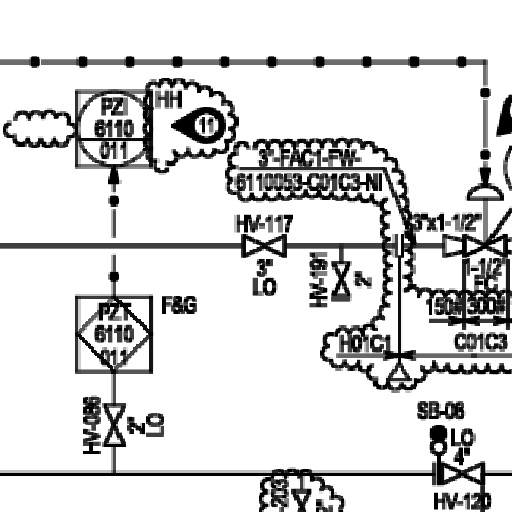 PZI
6110
011
HH
11
3"-FAC1-FW-
6110053-C01C3-NI
HV-117
3"
LO
3"x1-1/2"
HV-191
2"
1-1/2"
FC
150#
300#
PZT
6110
011
F&G
H01C1
C01C3
HV-086
2"
LO
SB-06
LO
4"
HV-120
2"